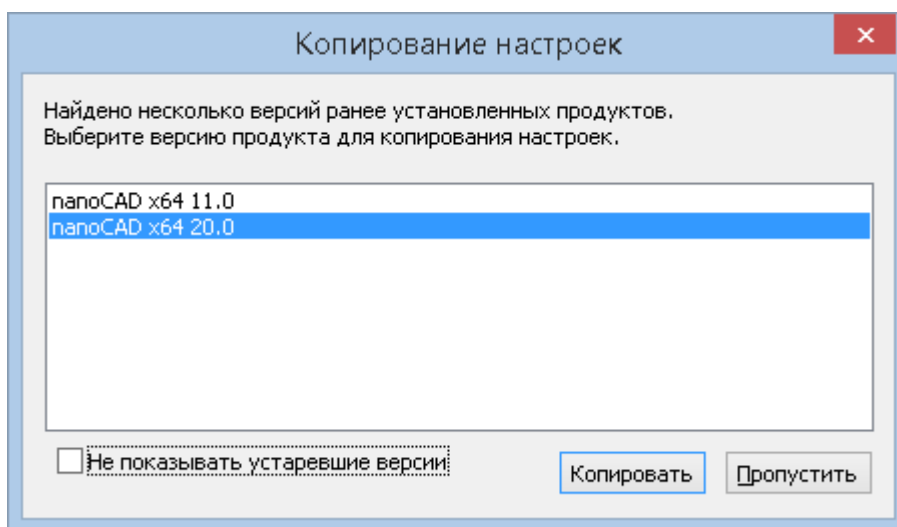 Копирование настроек
Найдено несколько версий ранее установленных продуктов.
Выберите версию продукта для копирования настроек.
nanoCAD x64 11.0
nanoCAD x64 20.0
Не показывать устаревшие версии
Копировать
Пропустить